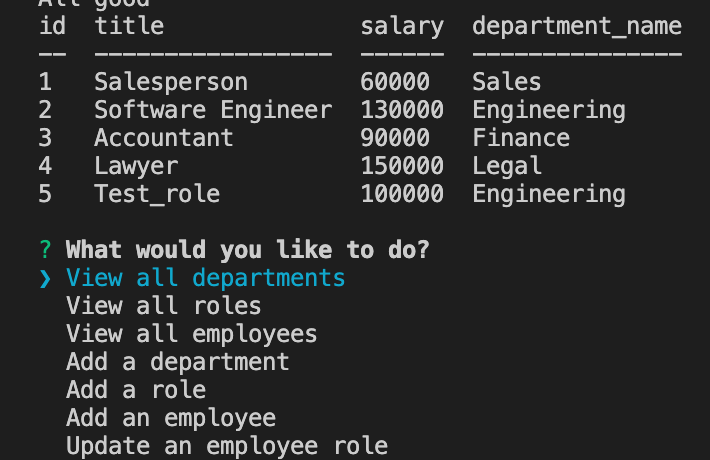 All good
id  title              salary  department_name
--  -----------------  ------  ---------------
1   Salesperson        60000   Sales
2   Software Engineer  130000  Engineering
3   Accountant         90000   Finance
4   Lawyer             150000  Legal
5   Test_role          100000  Engineering
? What would you like to do?
❯ View all departments
View all roles
View all employees
Add a department
Add a role
Add an employee
Update an employee role